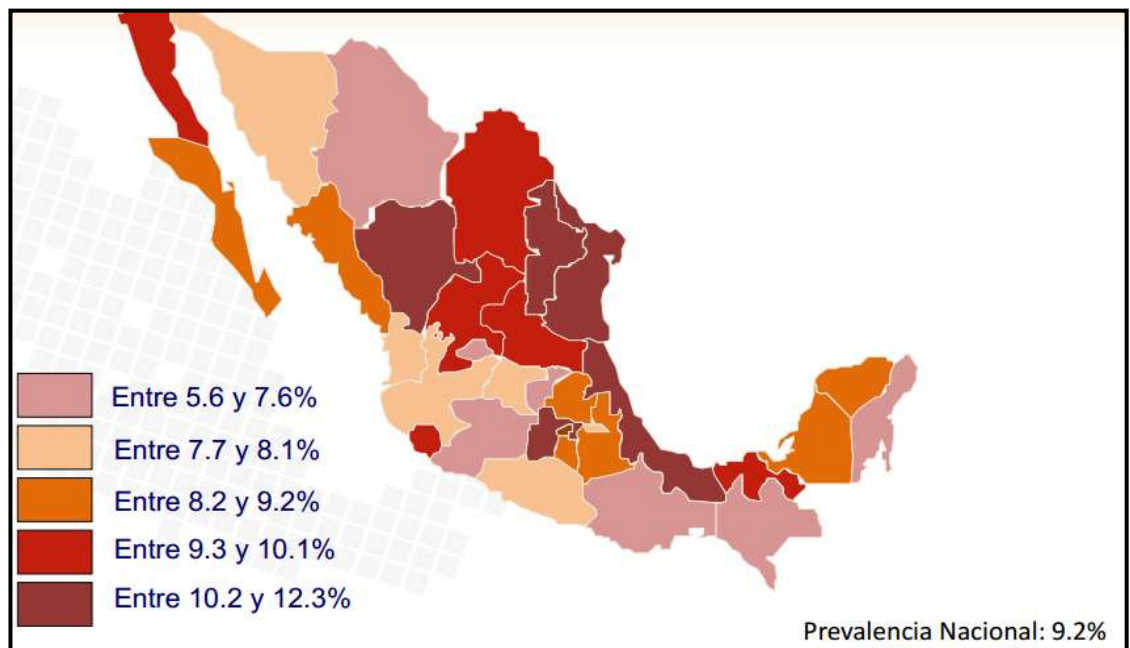 Entre 5.6 y 7.6%
Entre 7.7 y 8.1%
Entre 8.2 y 9.2%
Entre 9.3 y 10.1%
Entre 10.2 y 12.3%
Prevalencia Nacional: 9.2%